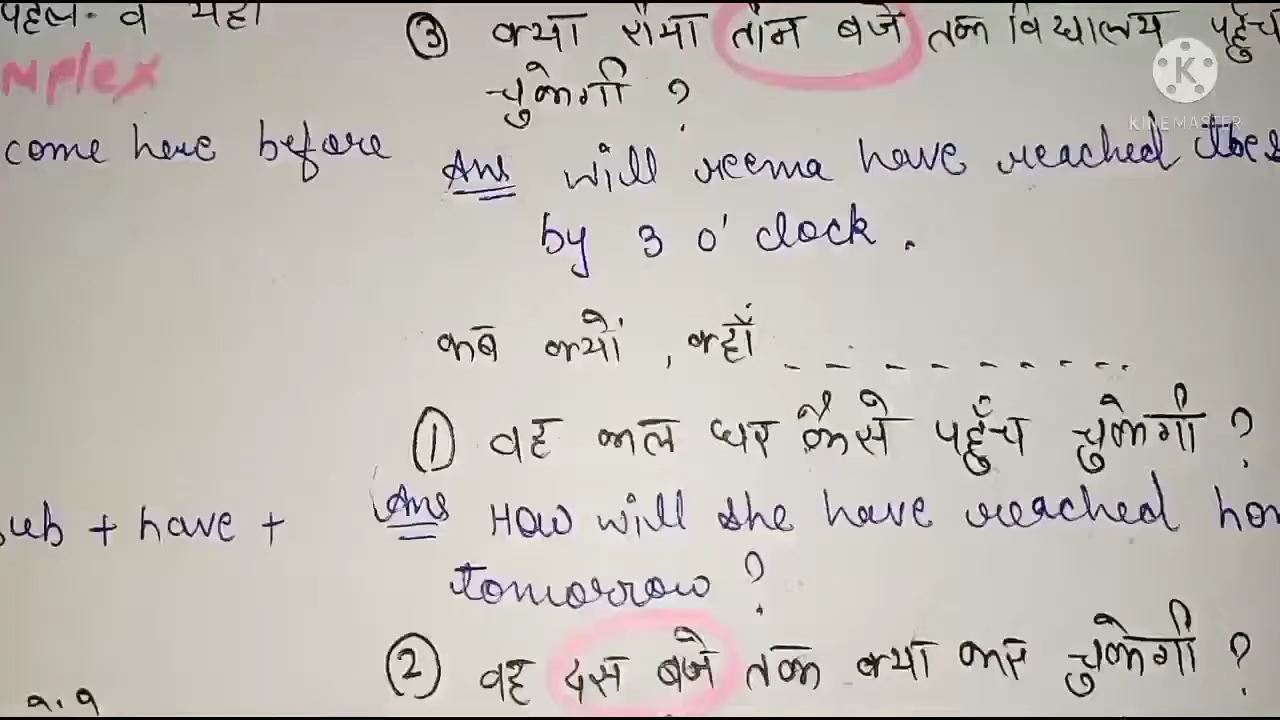 पहले. व यहाँ
mplex
come here before
sub + have +
③ क्या रीमा तीन बजे तक विद्यालय पहुँच
चुकेगी ?
Ans will reema have reached
by 3 o'clock .
कब क्यों , कहाँ - - - - - - - - - -
① वह कल घर कैसे पहुँच चुकेगी ?
Ans How will she have reached
tomorrow ?
② वह दस बजे तक क्या कर चुकेगी ?
K
KINEMASTER